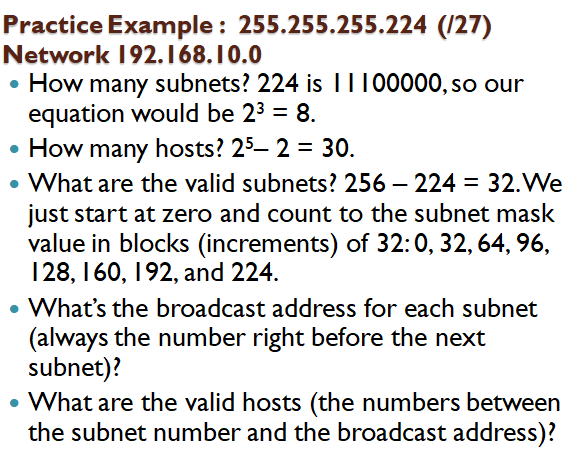 Practice Example : 255.255.255.224 (/27)
Network 192.168.10.0
• How many subnets? 224 is 11100000, so our
equation would be 2³ = 8.
• How many hosts? 2⁵– 2 = 30.
• What are the valid subnets? 256 – 224 = 32. We
just start at zero and count to the subnet mask
value in blocks (increments) of 32: 0, 32, 64, 96,
128, 160, 192, and 224.
• What’s the broadcast address for each subnet
(always the number right before the next
subnet)?
• What are the valid hosts (the numbers between
the subnet number and the broadcast address)?